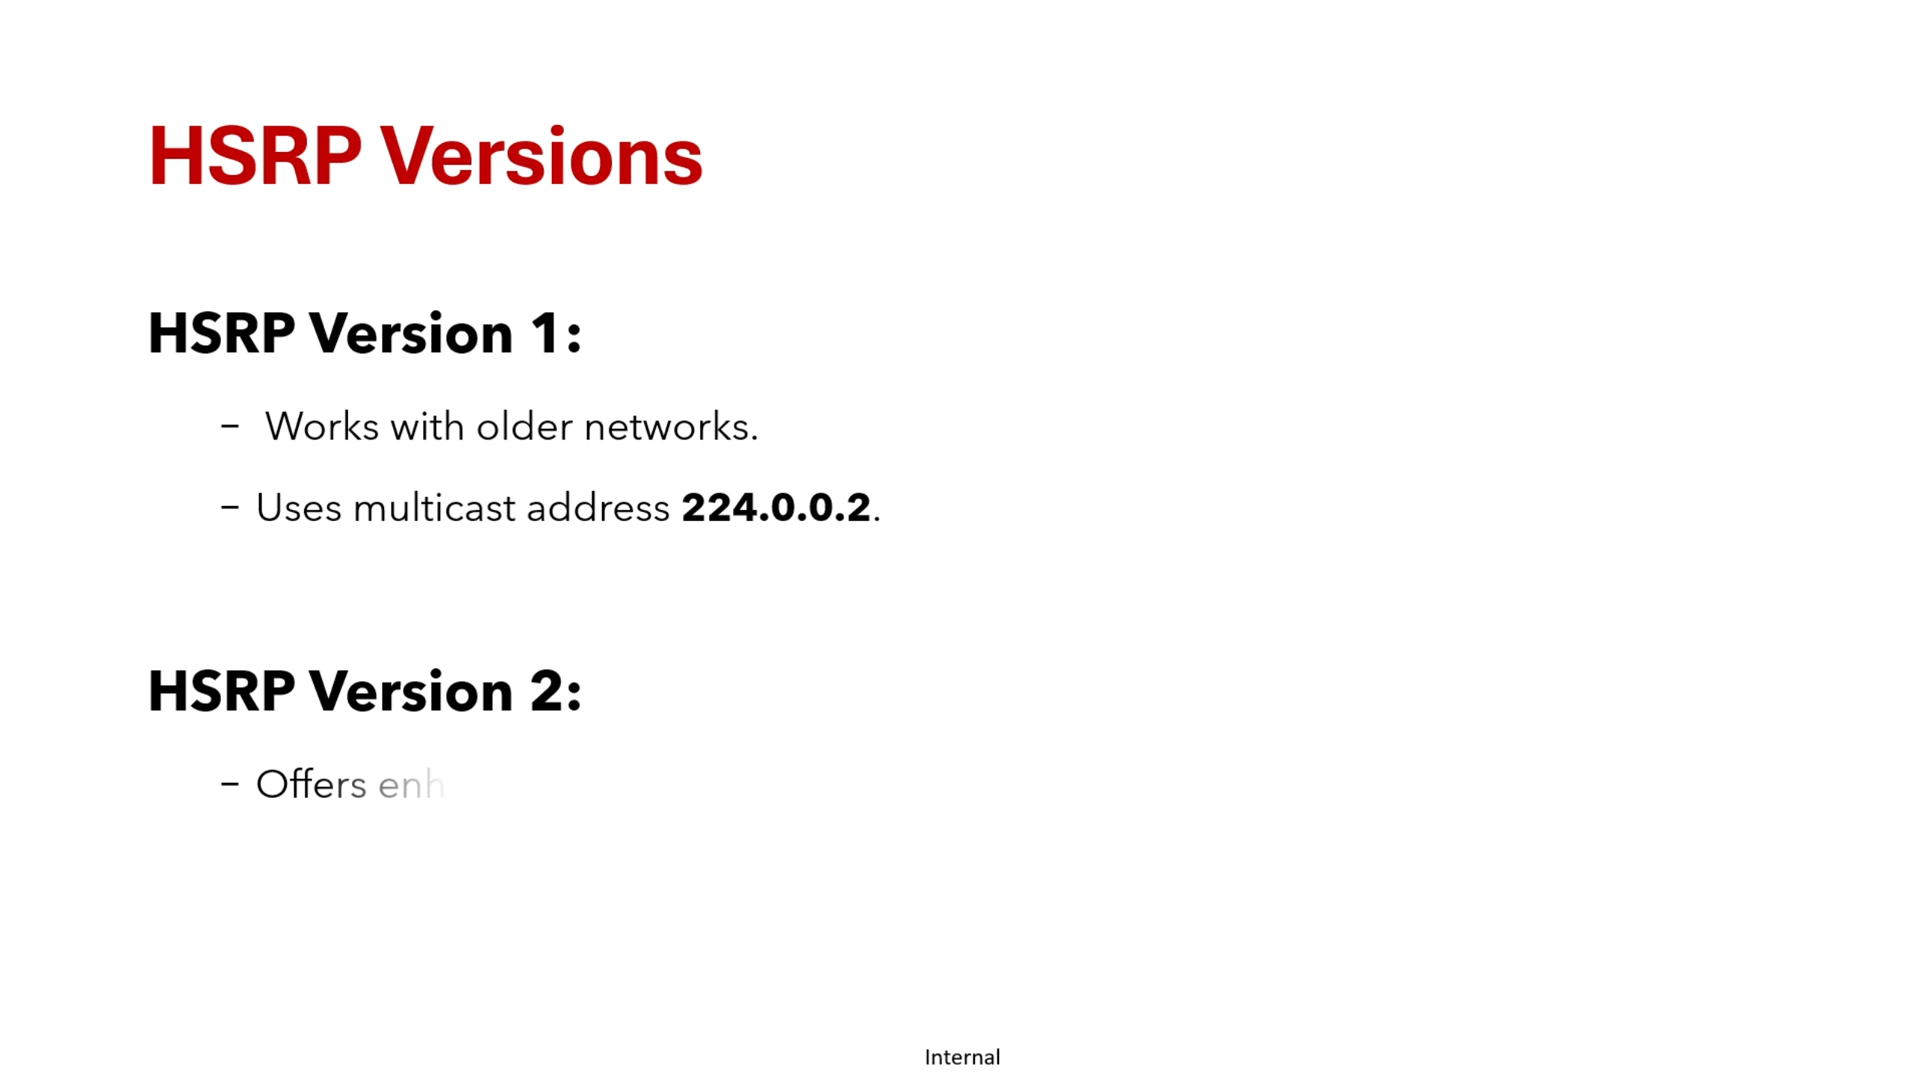 HSRP Versions
HSRP Version 1:
– Works with older networks.
– Uses multicast address 224.0.0.2.
HSRP Version 2:
– Offers
Internal